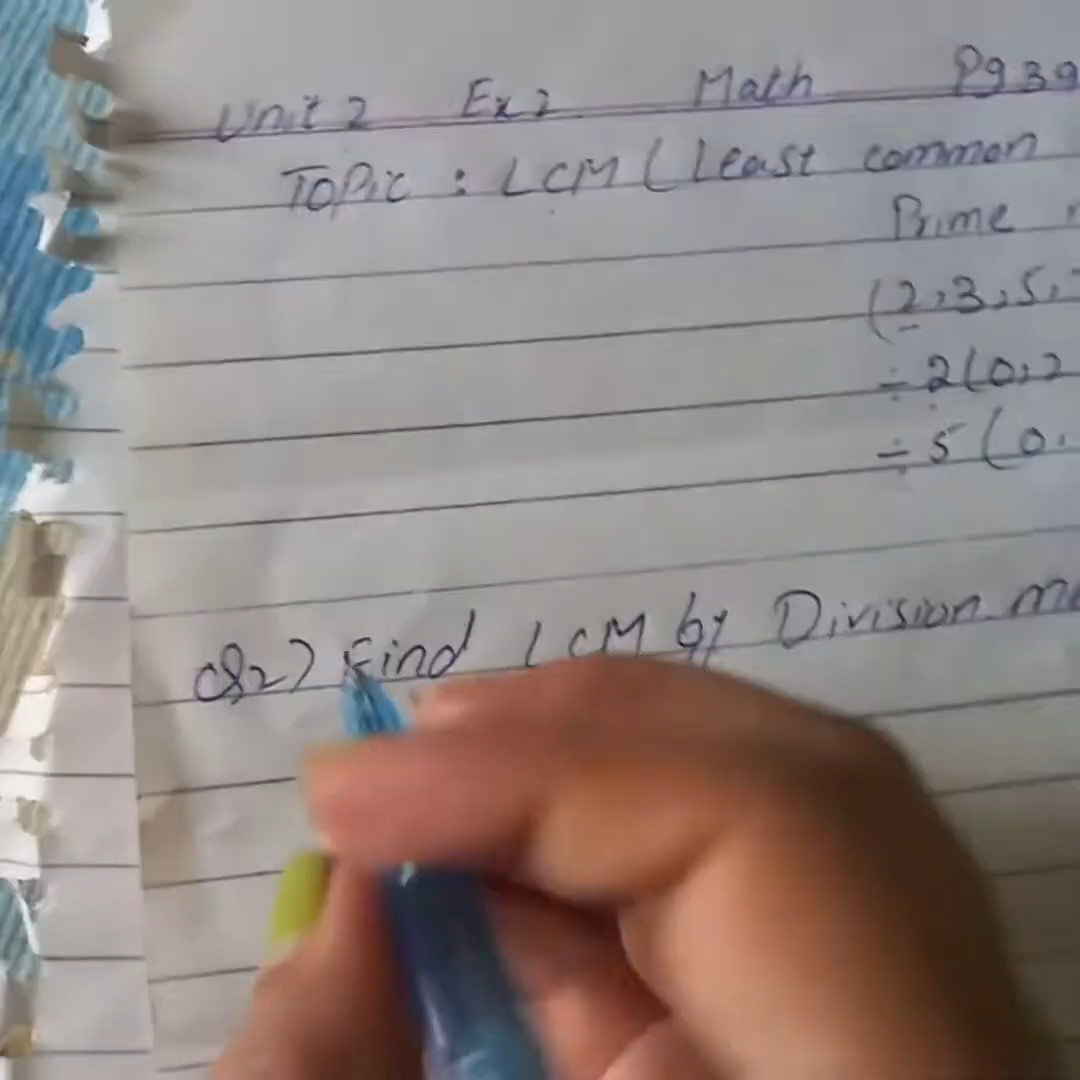 Unit 2 Ex 2 Math Pg 39
Topic : LCM ( Least common
Prime
(2,3,5,
÷ 2 (0,2
÷ 5 (0,
Q2) Find LCM by Division